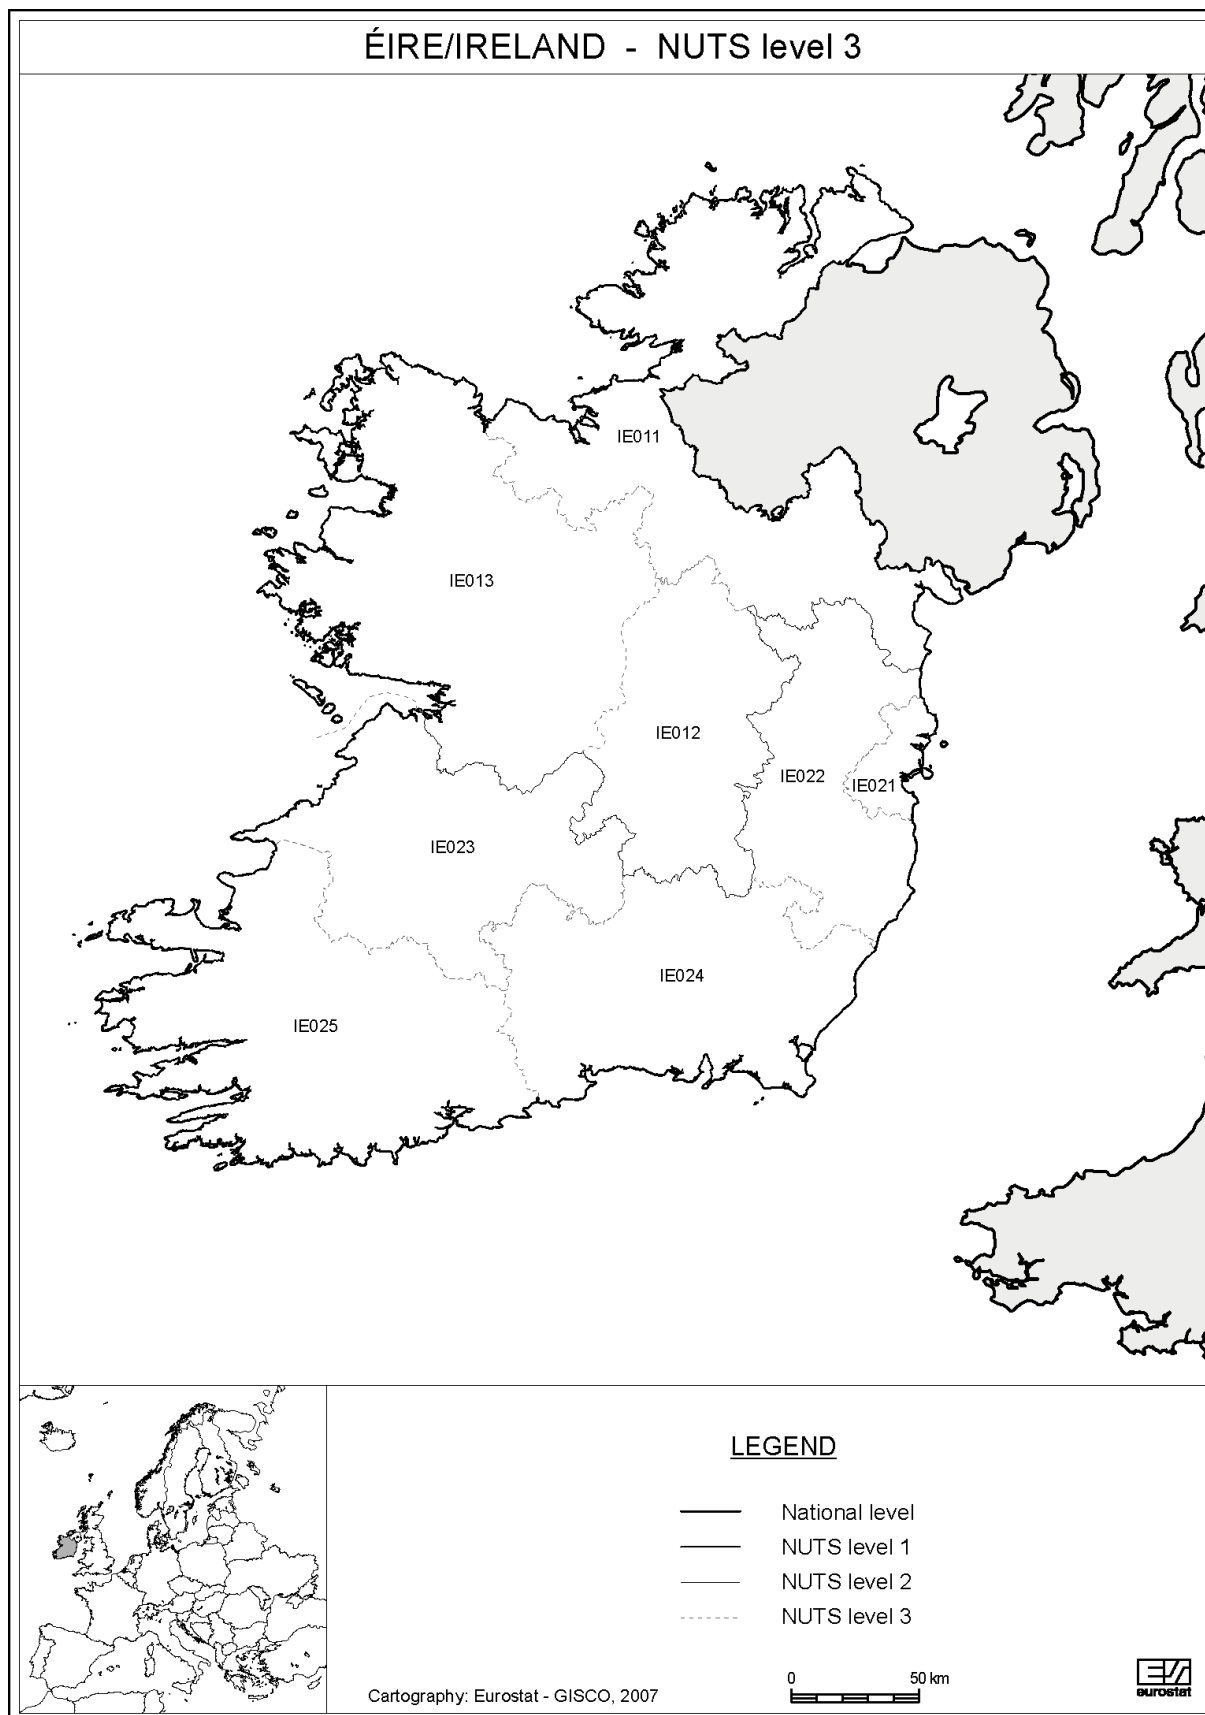 ÉIRE/IRELAND - NUTS level 3
IE011
IE013
IE012
IE022
IE021
IE023
IE024
IE025
LEGEND
National level
NUTS level 1
NUTS level 2
NUTS level 3
0 50 km
Cartography: Eurostat - GISCO, 2007
eurostat